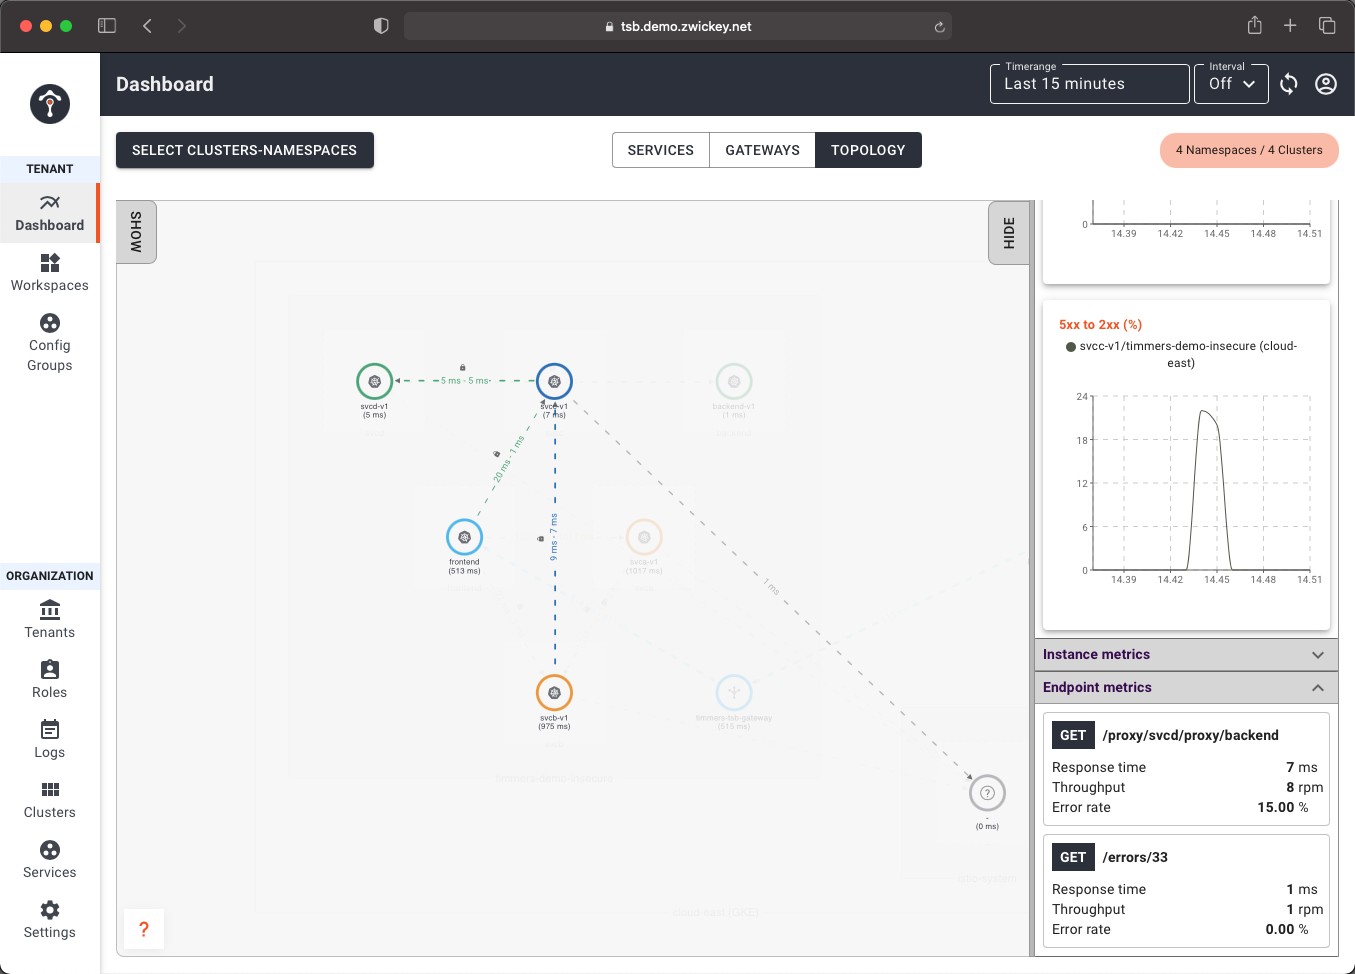 tsb.demo.zwickey.net
Dashboard
Timerange
Last 15 minutes
Interval
Off
SELECT CLUSTERS-NAMESPACES
SERVICES
GATEWAYS
TOPOLOGY
4 Namespaces / 4 Clusters
TENANT
Dashboard
Workspaces
Config
Groups
ORGANIZATION
Tenants
Roles
Logs
Clusters
Services
Settings
SHOW
HIDE
5 ms - 5 ms
svcd-v1
(5 ms)
svcc-v1
(7 ms)
backend-v1
(1 ms)
20 ms - 1 ms
9 ms - 7 ms
1 ms
frontend
(513 ms)
svca-v1
(1017 ms)
svcb-v1
(975 ms)
timmers-tsb-gateway
(515 ms)
timmers-demo-insecure
?
-
(0 ms)
cloud-east (GKE)
?
0
14.39 14.42 14.45 14.48 14.51
5xx to 2xx (%)
svcc-v1/timmers-demo-insecure (cloud-
east)
24
18
12
6
0
14.39 14.42 14.45 14.48 14.51
Instance metrics
Endpoint metrics
GET /proxy/svcd/proxy/backend
Response time 7 ms
Throughput 8 rpm
Error rate 15.00 %
GET /errors/33
Response time 1 ms
Throughput 1 rpm
Error rate 0.00 %